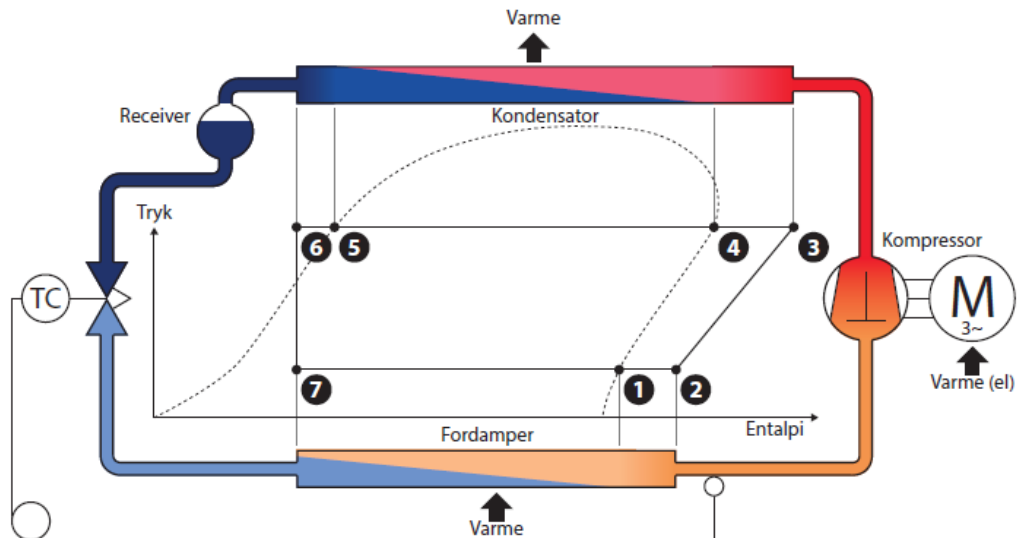 Varme
Receiver
Kondensator
Tryk
6
5
4
3
Kompressor
TC
M
3~
7
1
2
Varme (el)
Fordamper
Entalpi
Varme